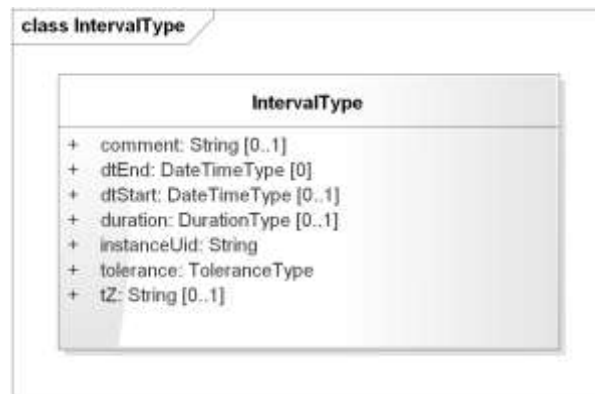 class IntervalType
IntervalType
+ comment: String [0..1]
+ dtEnd: DateTimeType [0]
+ dtStart: DateTimeType [0..1]
+ duration: DurationType [0..1]
+ instanceUid: String
+ tolerance: ToleranceType
+ tZ: String [0..1]